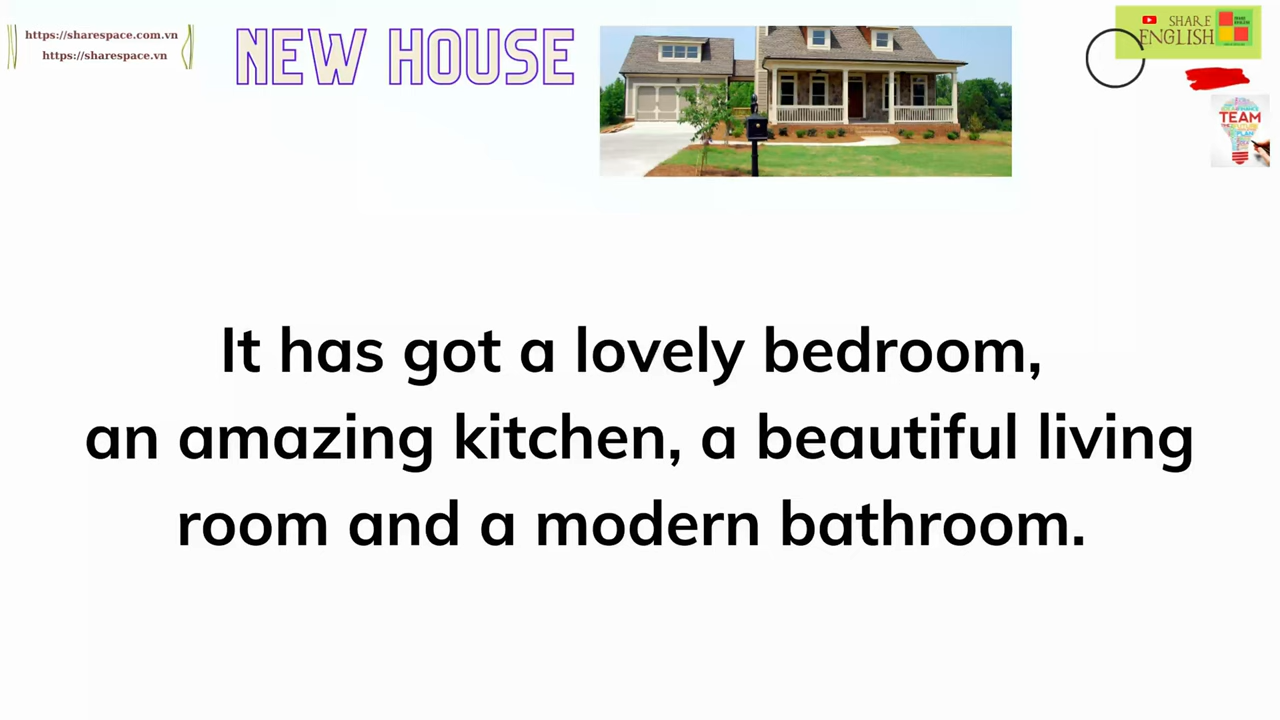 https://sharespace.com.vn
https://sharespace.vn
NEW HOUSE
SHARE
ENGLISH
TEAM
PLAN
It has got a lovely bedroom,
an amazing kitchen, a beautiful living
room and a modern bathroom.